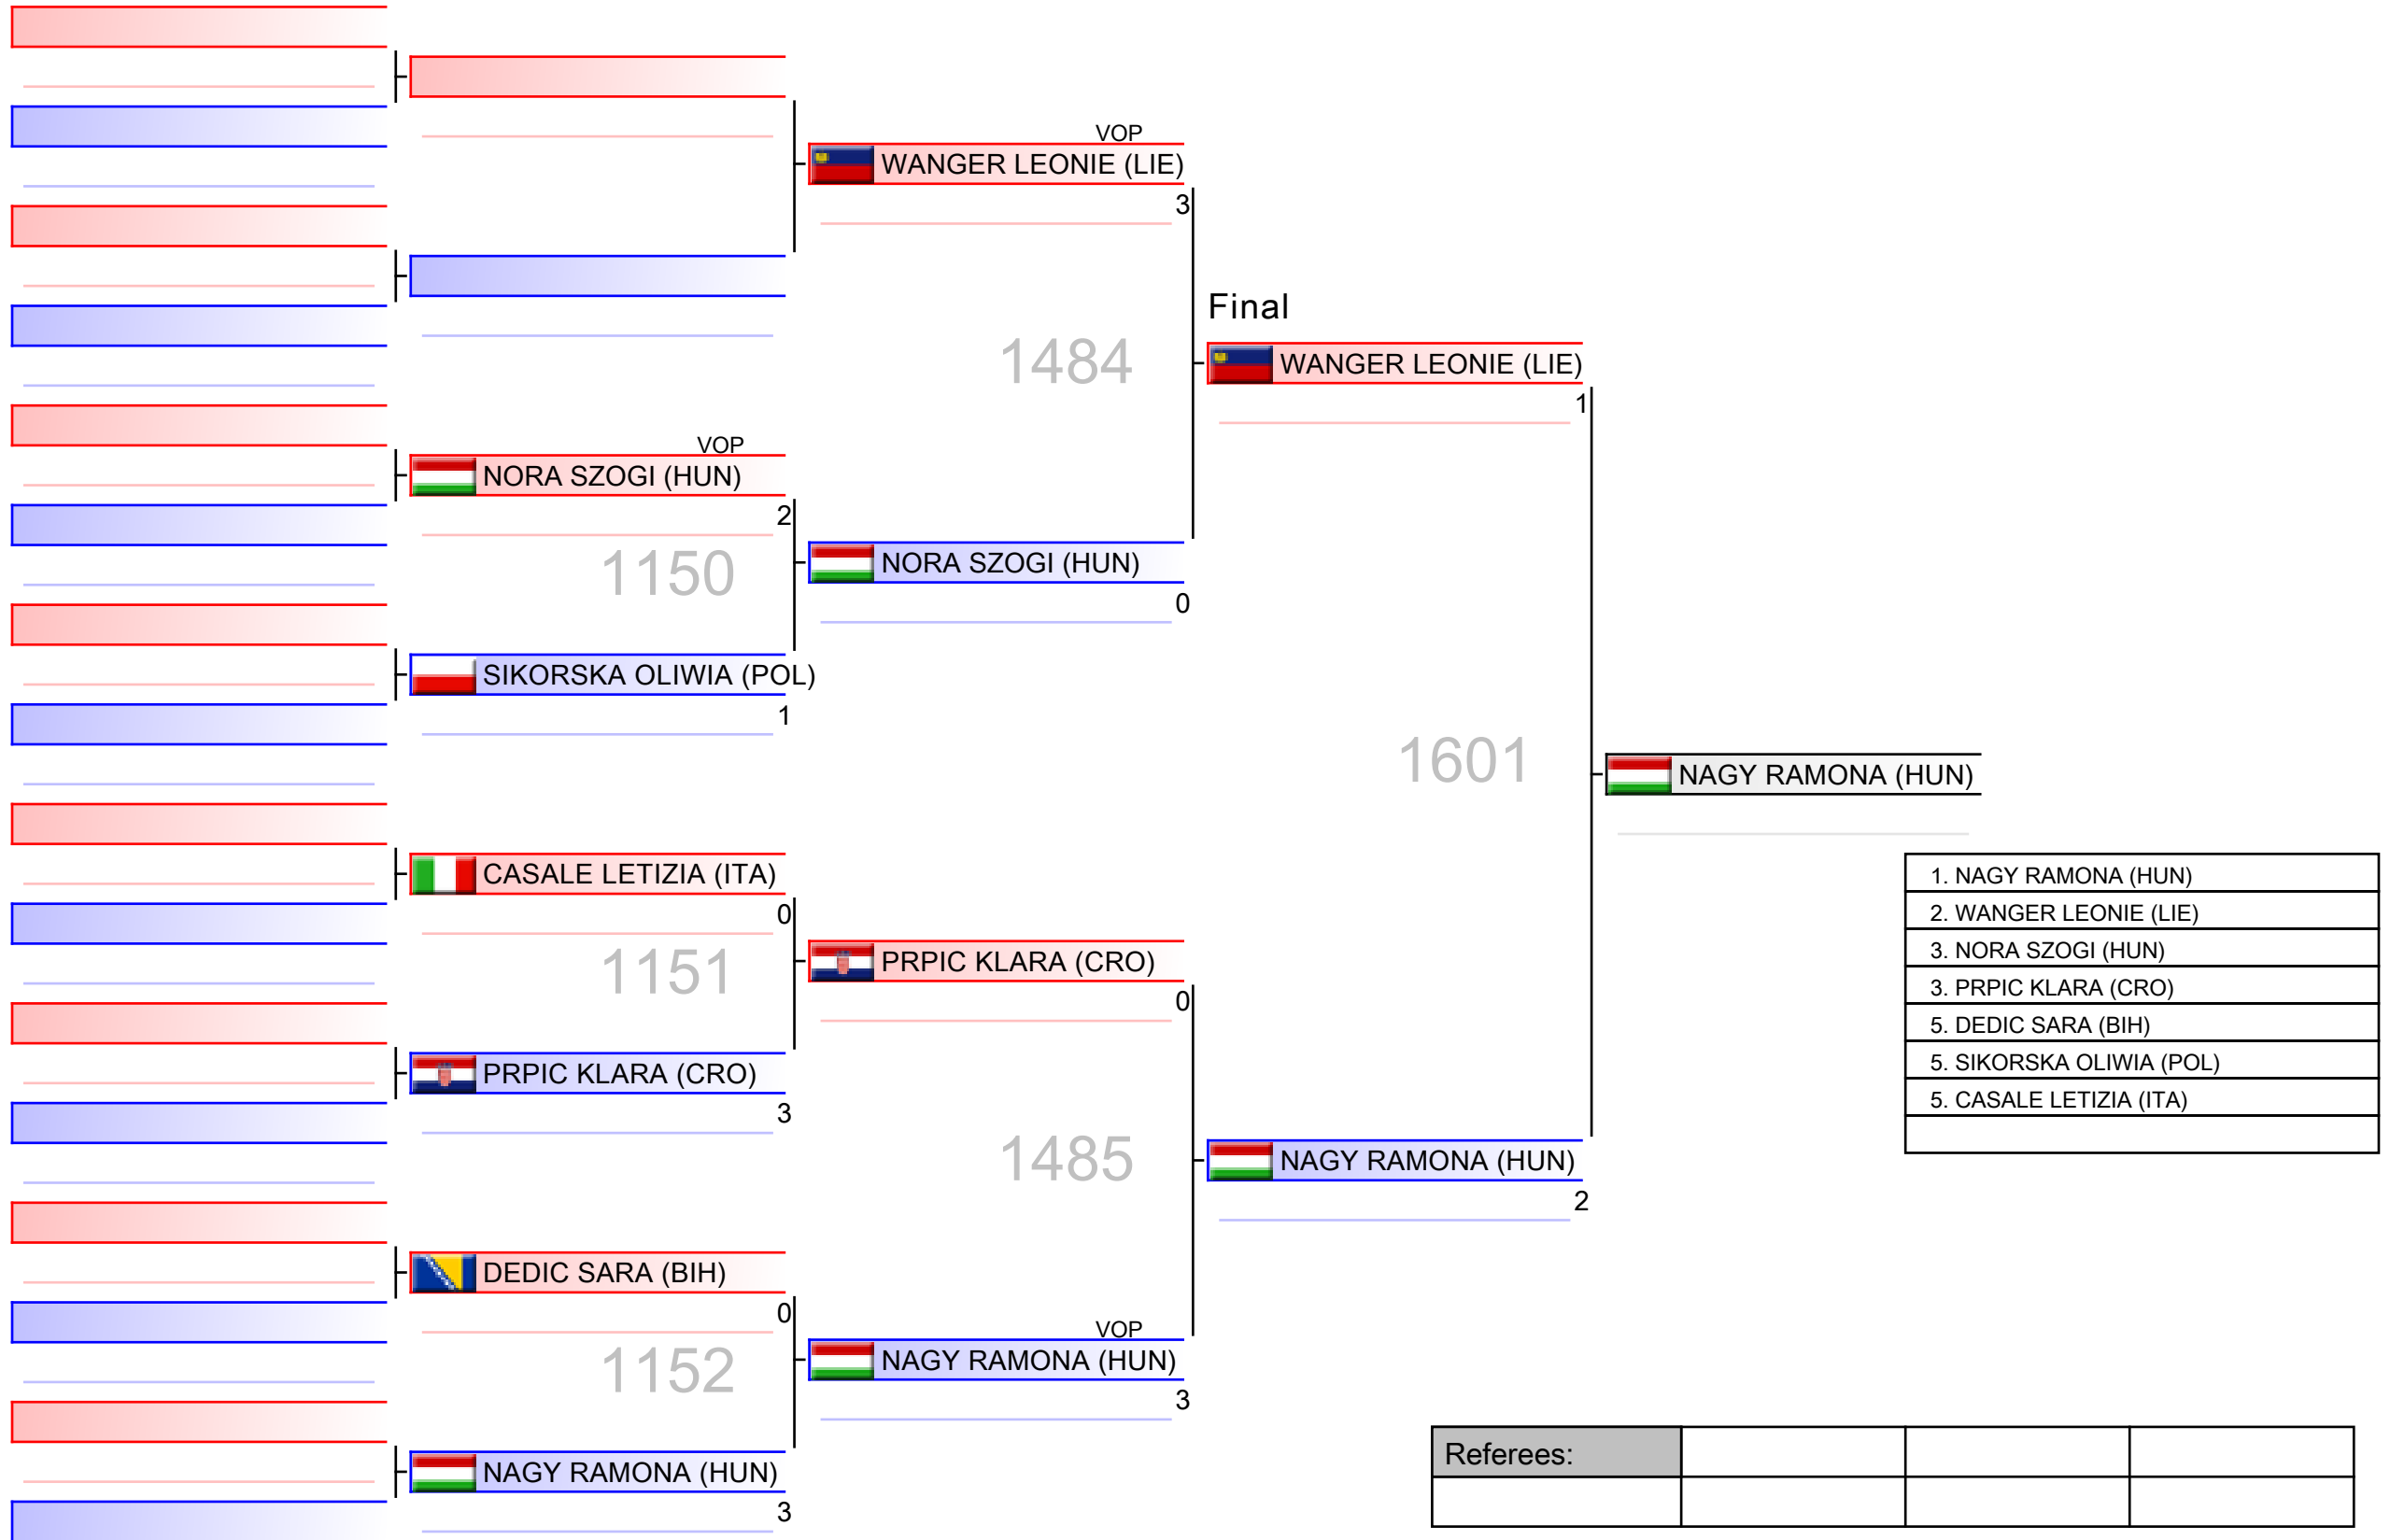 VOP
WANGER LEONIE (LIE)
3
1484
Final
WANGER LEONIE (LIE)
1
VOP
NORA SZOGI (HUN)
2
1150
NORA SZOGI (HUN)
0
SIKORSKA OLIWIA (POL)
1
1601
NAGY RAMONA (HUN)
CASALE LETIZIA (ITA)
0
1151
PRPIC KLARA (CRO)
0
PRPIC KLARA (CRO)
3
1485
NAGY RAMONA (HUN)
2
1. NAGY RAMONA (HUN)
2. WANGER LEONIE (LIE)
3. NORA SZOGI (HUN)
3. PRPIC KLARA (CRO)
5. DEDIC SARA (BIH)
5. SIKORSKA OLIWIA (POL)
5. CASALE LETIZIA (ITA)
DEDIC SARA (BIH)
0
1152
VOP
NAGY RAMONA (HUN)
3
NAGY RAMONA (HUN)
3
Referees: